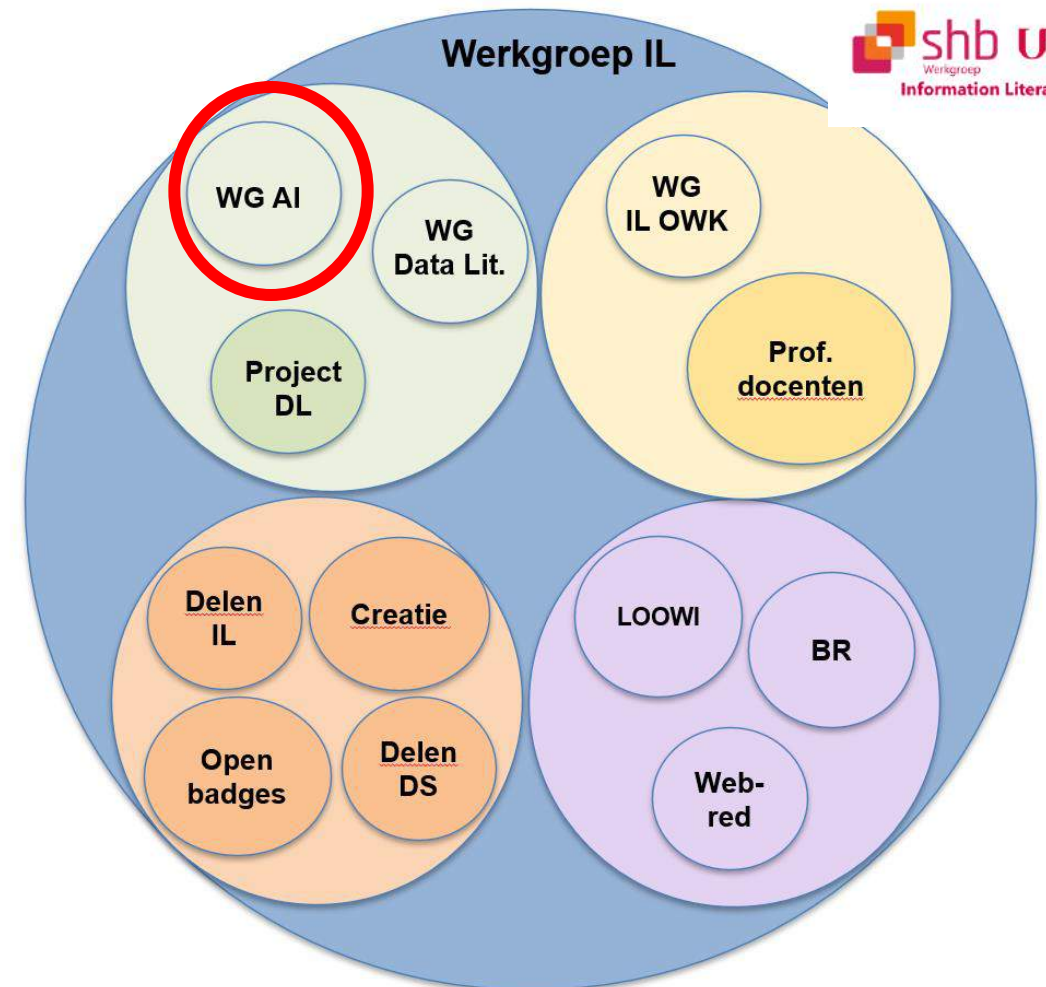 Werkgroep IL
shb U
Werkgroep
Information Litera
WG AI
WG
Data Lit.
Project
DL
WG
IL OWK
Prof.
docenten
Delen
IL
Creatie
Open
badges
Delen
DS
LOOWI
BR
Web-
red